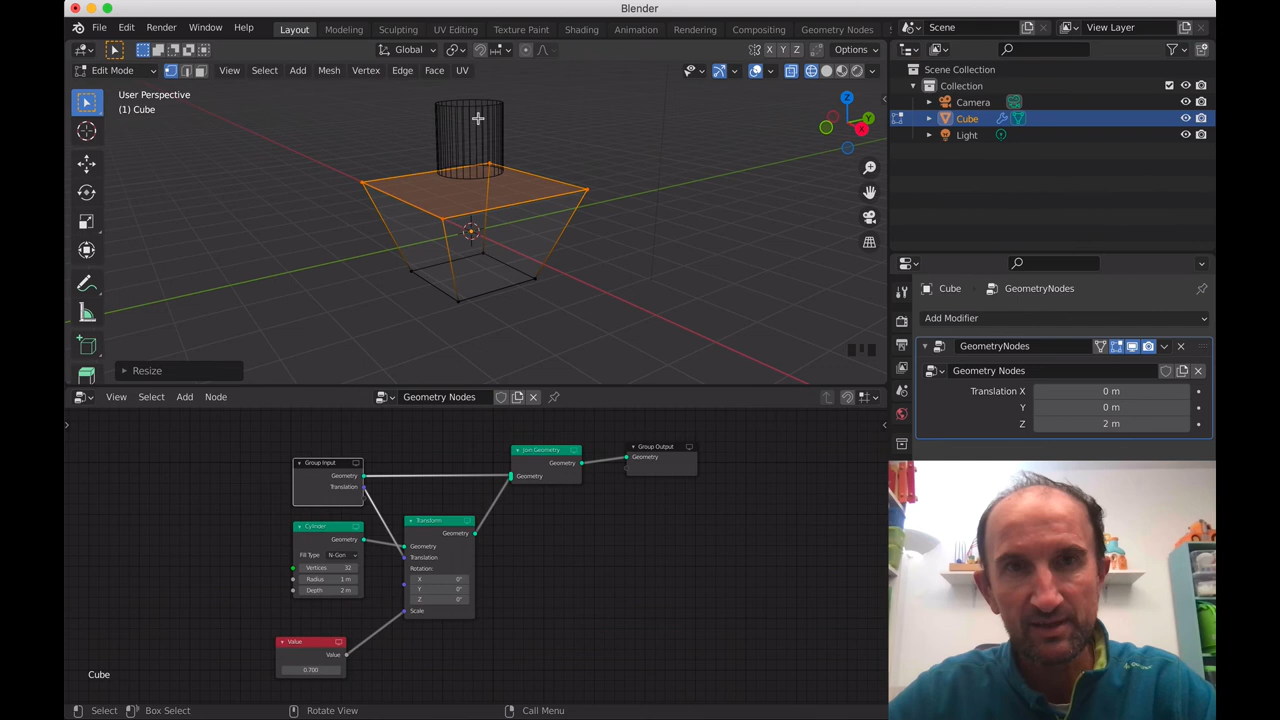 Blender
File Edit Render Window Help
Layout Modeling Sculpting UV Editing Texture Paint Shading Animation Rendering Compositing Geometry Nodes
Scene
View Layer
Global
X Y Z
Options
Edit Mode View Select Add Mesh Vertex Edge Face UV
User Perspective
(1) Cube
Z
Y
X
Resize
Scene Collection
Collection
Camera
Cube
Light
Cube GeometryNodes
Add Modifier
GeometryNodes
Geometry Nodes
Translation X 0 m
Y 0 m
Z 2 m
View Select Add Node Geometry Nodes
Group Input
Geometry
Translation
Cylinder
Geometry
Fill Type N-Gon
Vertices 32
Radius 1 m
Depth 2 m
Value
Value
0.700
Transform
Geometry
Geometry
Translation
Rotation:
X 0°
Y 0°
Z 0°
Scale
Join Geometry
Geometry
Geometry
Group Output
Geometry
Cube
Select Box Select Rotate View Call Menu